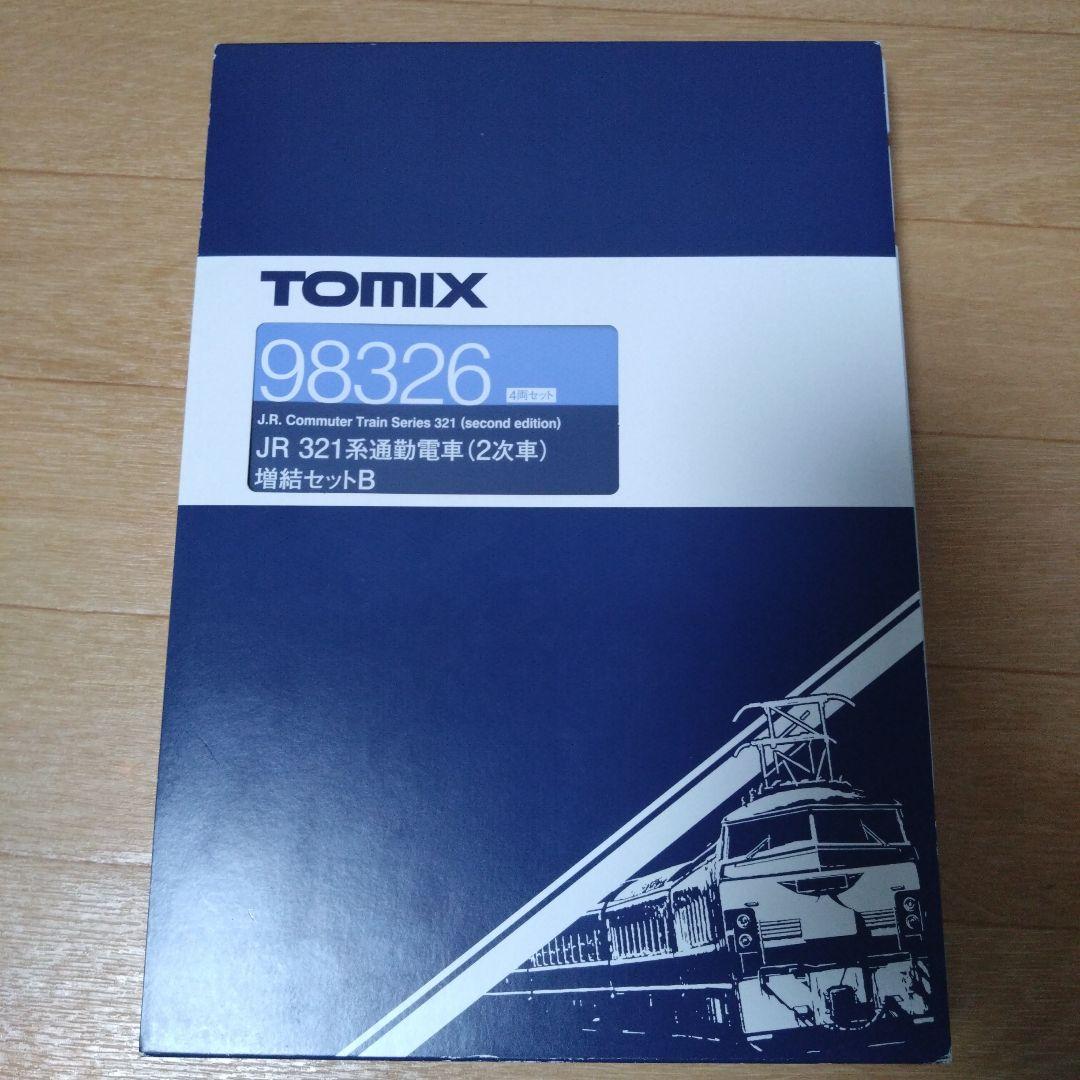 TOMIX
98326
4両セット
J.R. Commuter Train Series 321 (second edition)
JR 321系通勤電車(2次車)
増結セットB